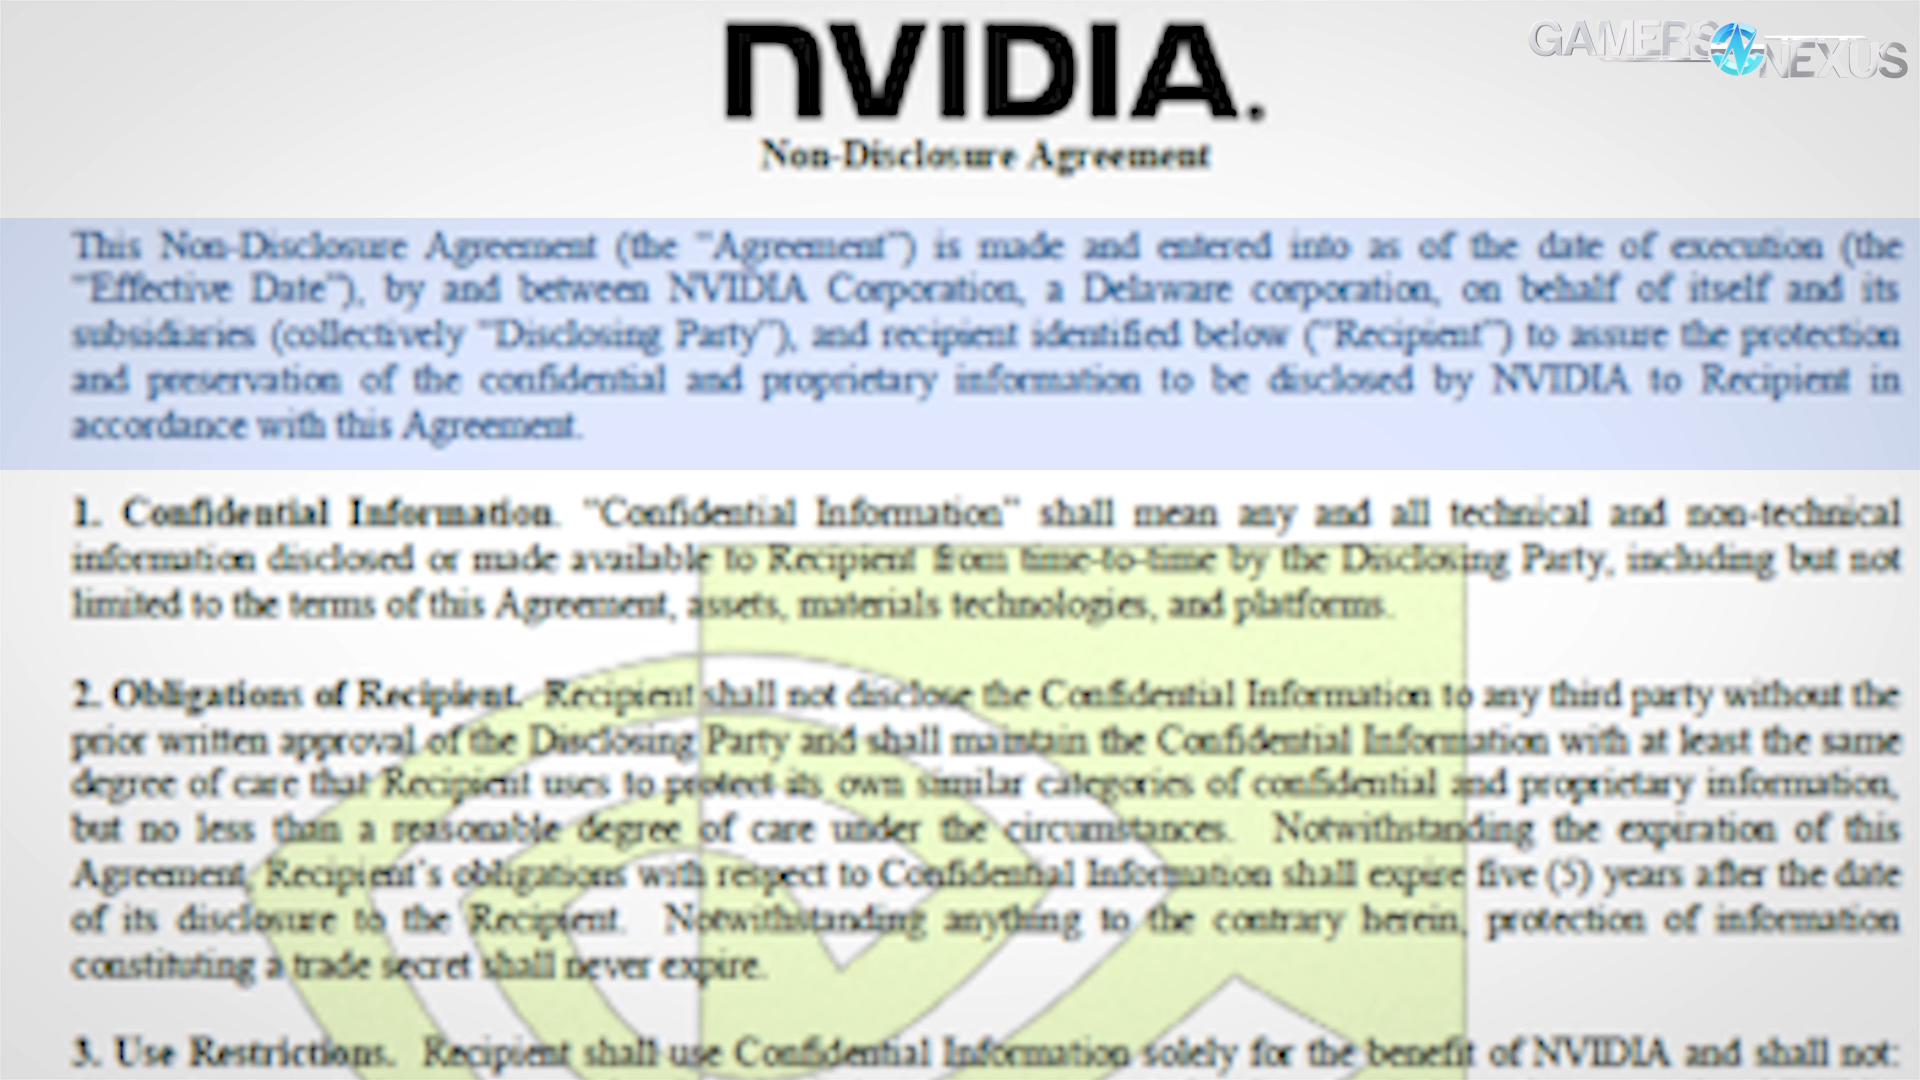 NVIDIA.
GAMERS NEXUS
Non-Disclosure Agreement
This Non-Disclosure Agreement (the "Agreement") is made and entered into as of the date of execution (the
"Effective Date"), by and between NVIDIA Corporation, a Delaware corporation, on behalf of itself and its
subsidiaries (collectively "Disclosing Party"), and recipient identified below ("Recipient") to assure the protection
and preservation of the confidential and proprietary information to be disclosed by NVIDIA to Recipient in
accordance with this Agreement.
1. Confidential Information. "Confidential Information" shall mean any and all technical and non-technical
information disclosed or made available to Recipient from time-to-time by the Disclosing Party, including but not
limited to the terms of this Agreement, assets, materials technologies, and platforms.
2. Obligations of Recipient. Recipient shall not disclose the Confidential Information to any third party without the
prior written approval of the Disclosing Party and shall maintain the Confidential Information with at least the same
degree of care that Recipient uses to protect its own similar categories of confidential and proprietary information,
but no less than a reasonable degree of care under the circumstances. Notwithstanding the expiration of this
Agreement, Recipient's obligations with respect to Confidential Information shall expire five (5) years after the date
of its disclosure to the Recipient. Notwithstanding anything to the contrary herein, protection of information
constituting a trade secret shall never expire.
3. Use Restrictions. Recipient shall use Confidential Information solely for the benefit of NVIDIA and shall not: